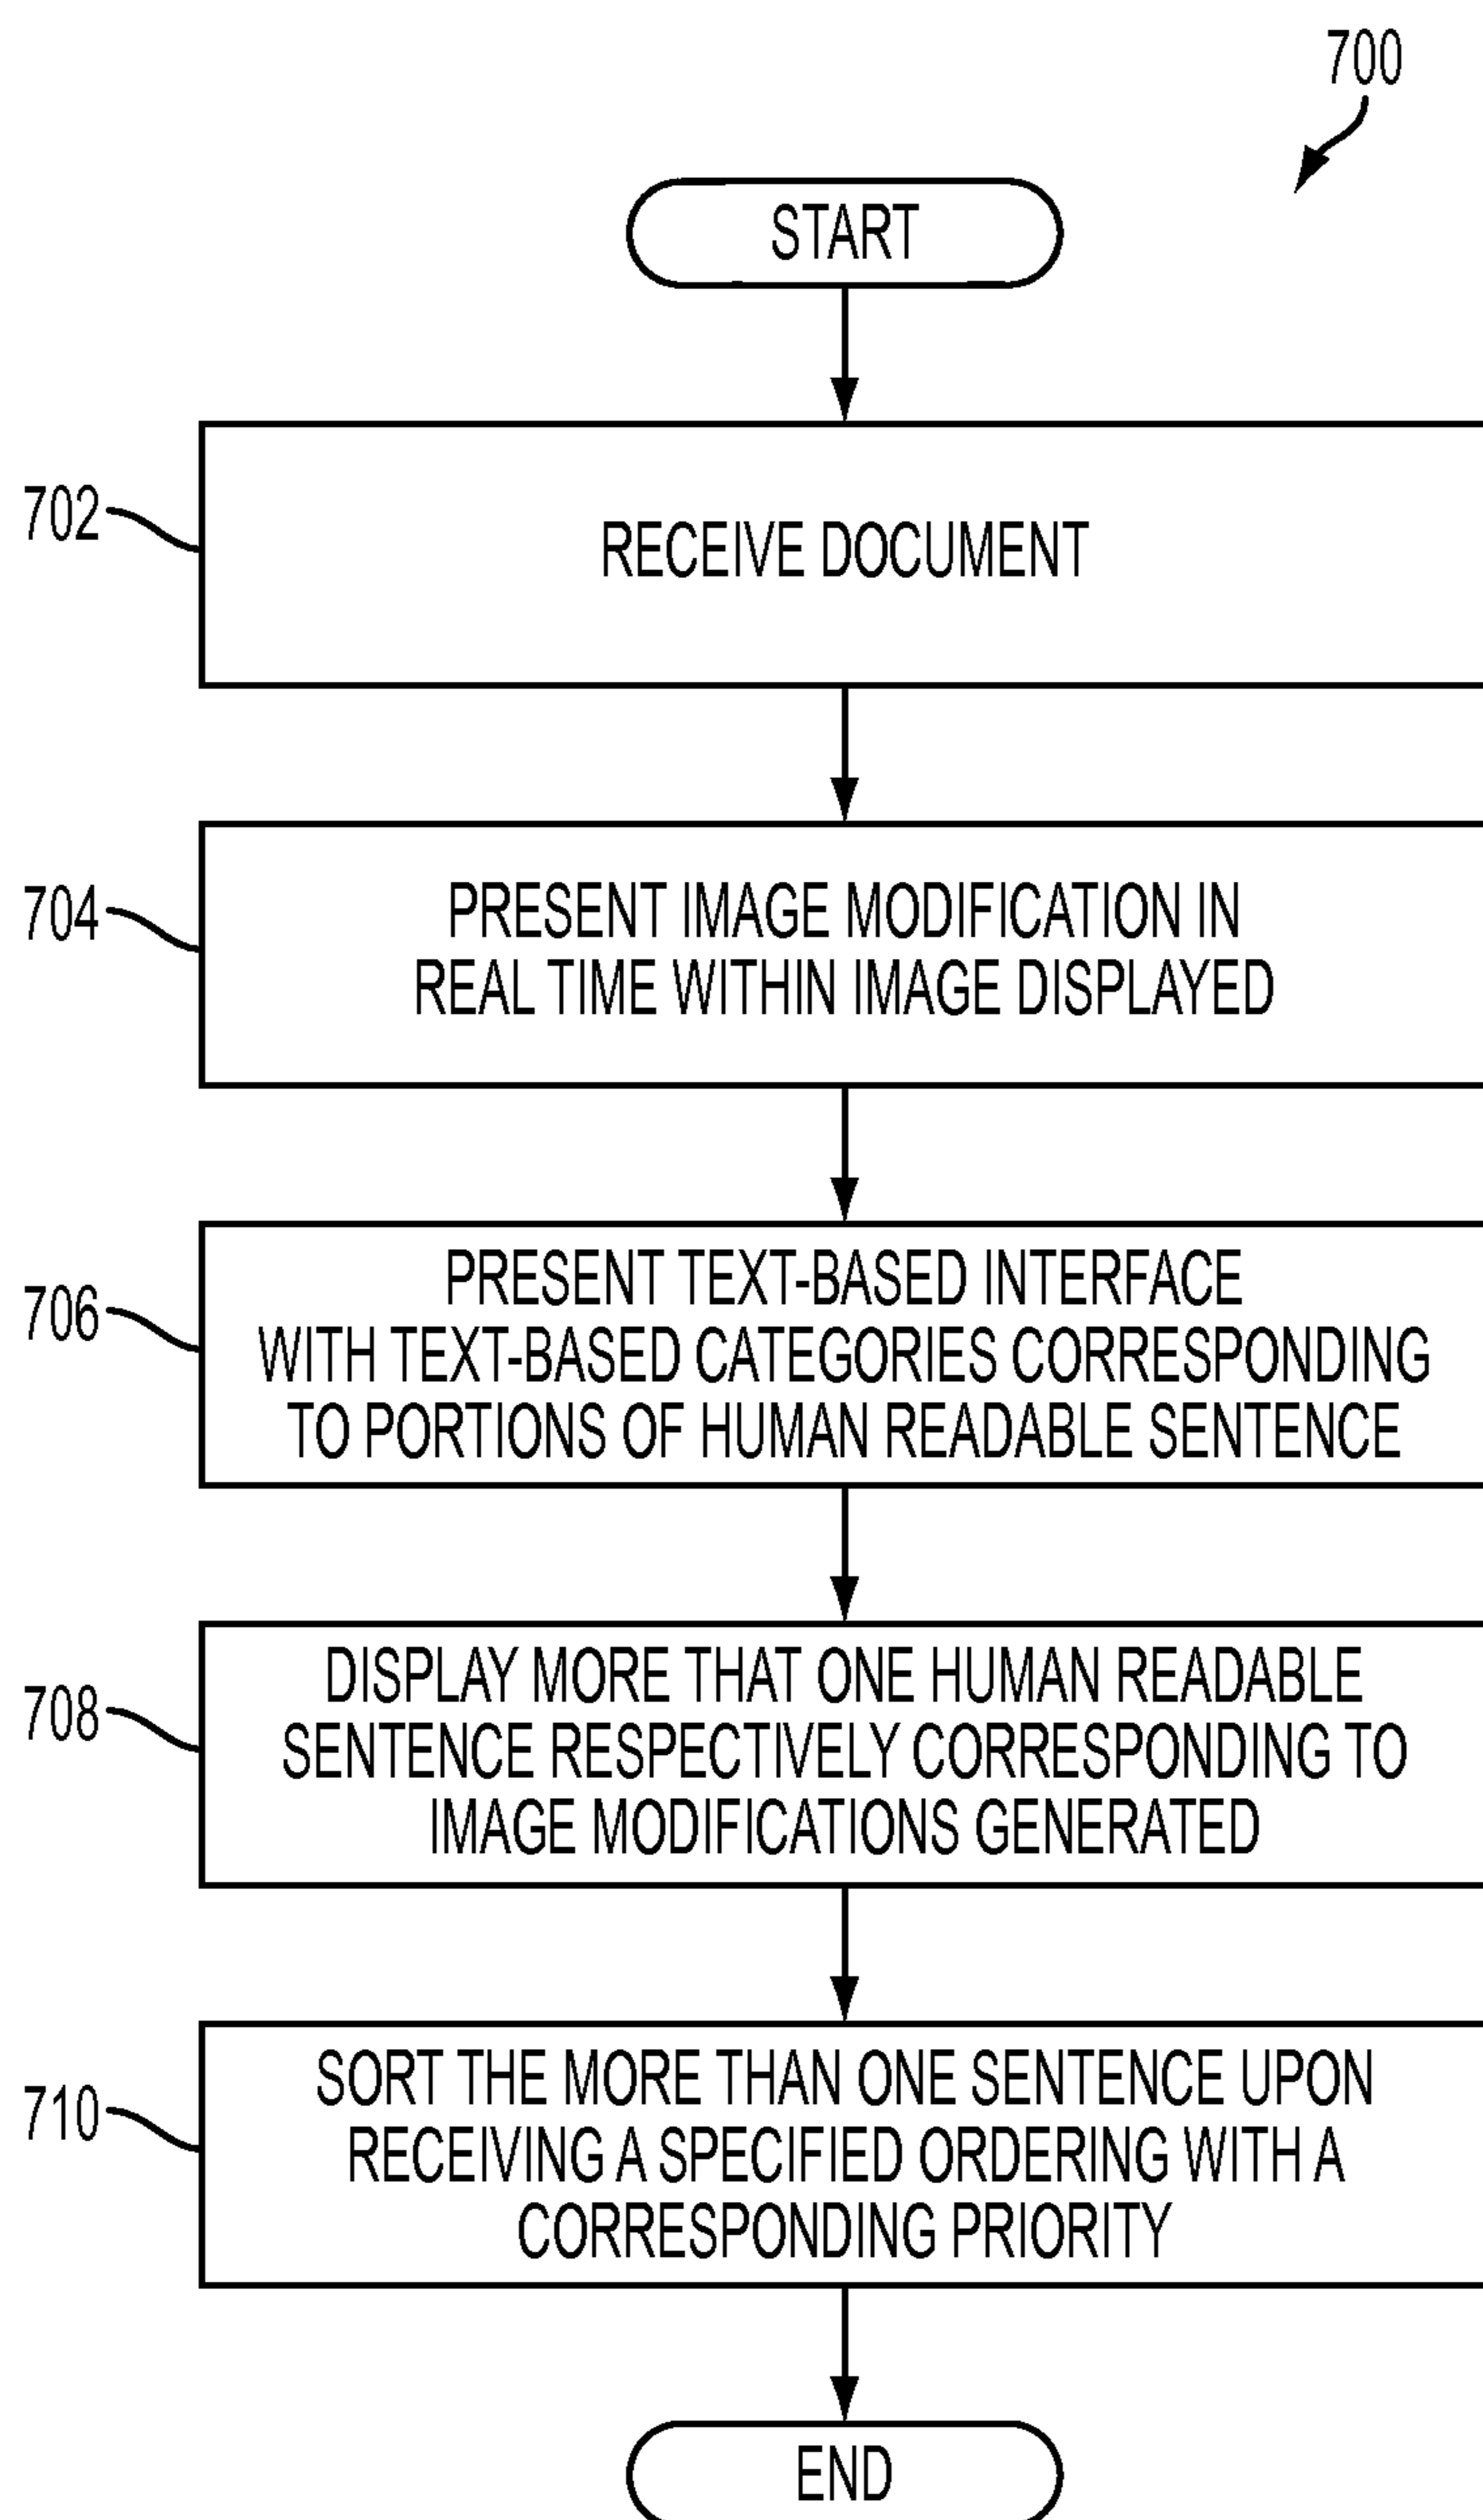 700
START
702
RECEIVE DOCUMENT
704
PRESENT IMAGE MODIFICATION IN
REAL TIME WITHIN IMAGE DISPLAYED
706
PRESENT TEXT-BASED INTERFACE
WITH TEXT-BASED CATEGORIES CORRESPONDING
TO PORTIONS OF HUMAN READABLE SENTENCE
708
DISPLAY MORE THAT ONE HUMAN READABLE
SENTENCE RESPECTIVELY CORRESPONDING TO
IMAGE MODIFICATIONS GENERATED
710
SORT THE MORE THAN ONE SENTENCE UPON
RECEIVING A SPECIFIED ORDERING WITH A
CORRESPONDING PRIORITY
END